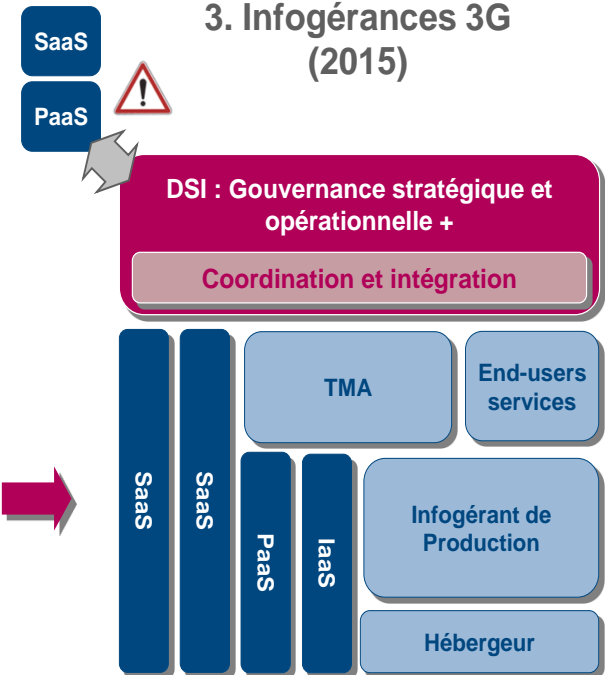 3. Infogérances 3G
(2015)
SaaS
PaaS
DSI : Gouvernance stratégique et
opérationnelle +
Coordination et intégration
SaaS
SaaS
TMA
End-users
services
PaaS
IaaS
Infogérant de
Production
Hébergeur